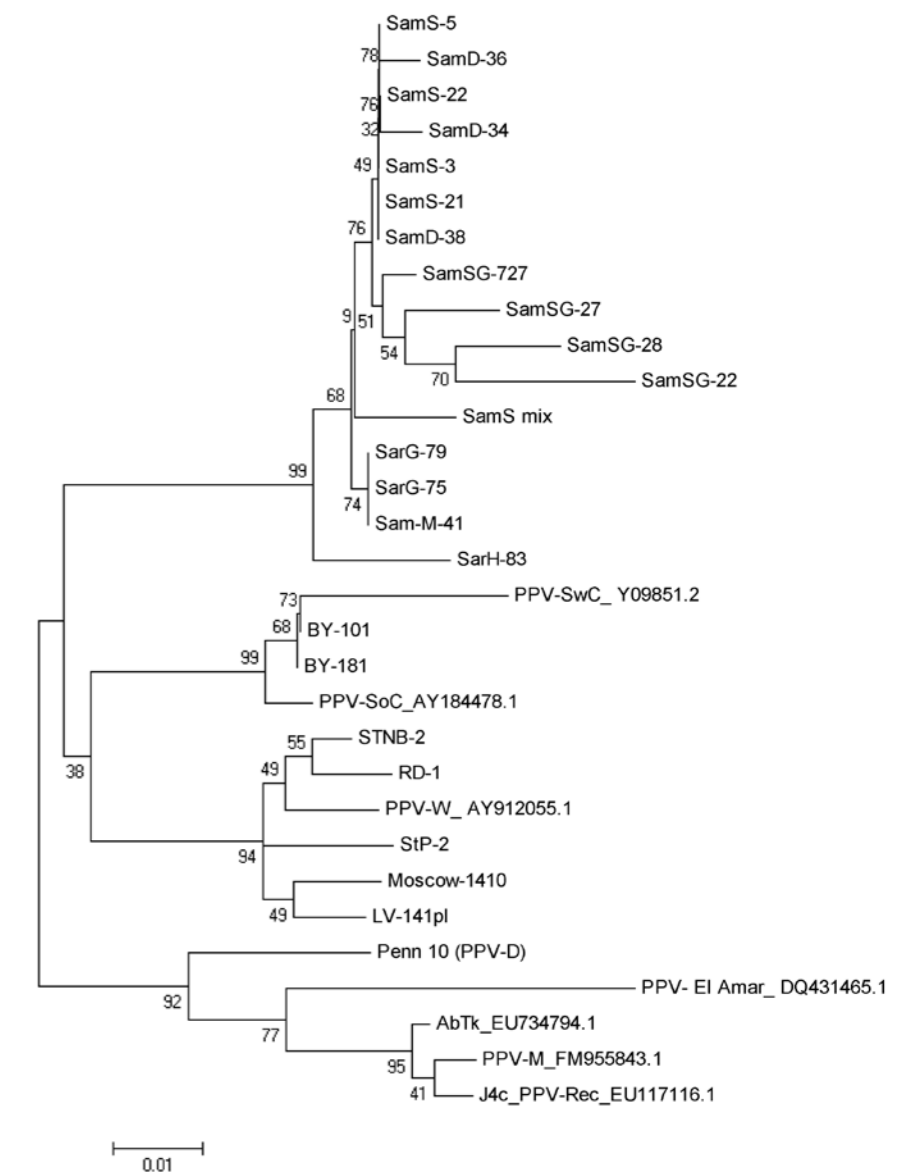 SamS-5
78
SamD-36
SamS-22
76
32
SamD-34
49
SamS-3
SamS-21
76
SamD-38
SamSG-727
SamSG-27
9
51
SamSG-28
54
70
SamSG-22
68
SamS mix
SarG-79
99
SarG-75
74
Sam-M-41
SarH-83
73
PPV-SwC_ Y09851.2
68
BY-101
99
BY-181
PPV-SoC_AY184478.1
55
STNB-2
38
49
RD-1
PPV-W_ AY912055.1
94
StP-2
Moscow-1410
49
LV-141pl
Penn 10 (PPV-D)
92
PPV- El Amar_ DQ431465.1
77
AbTk_EU734794.1
95
PPV-M_FM955843.1
41
J4c_PPV-Rec_EU117116.1
0.01